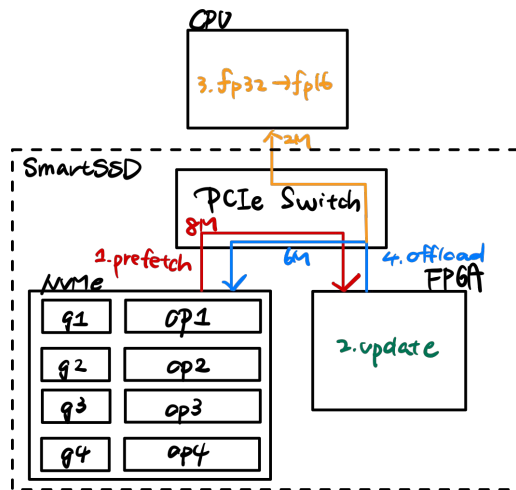 CPU
3. fp32→fp16
2M
SmartSSD
PCIe Switch
8M
1. prefetch
6M
4. offload
NVMe
FPGA
g1
op1
g2
op2
2. update
g3
op3
g4
op4